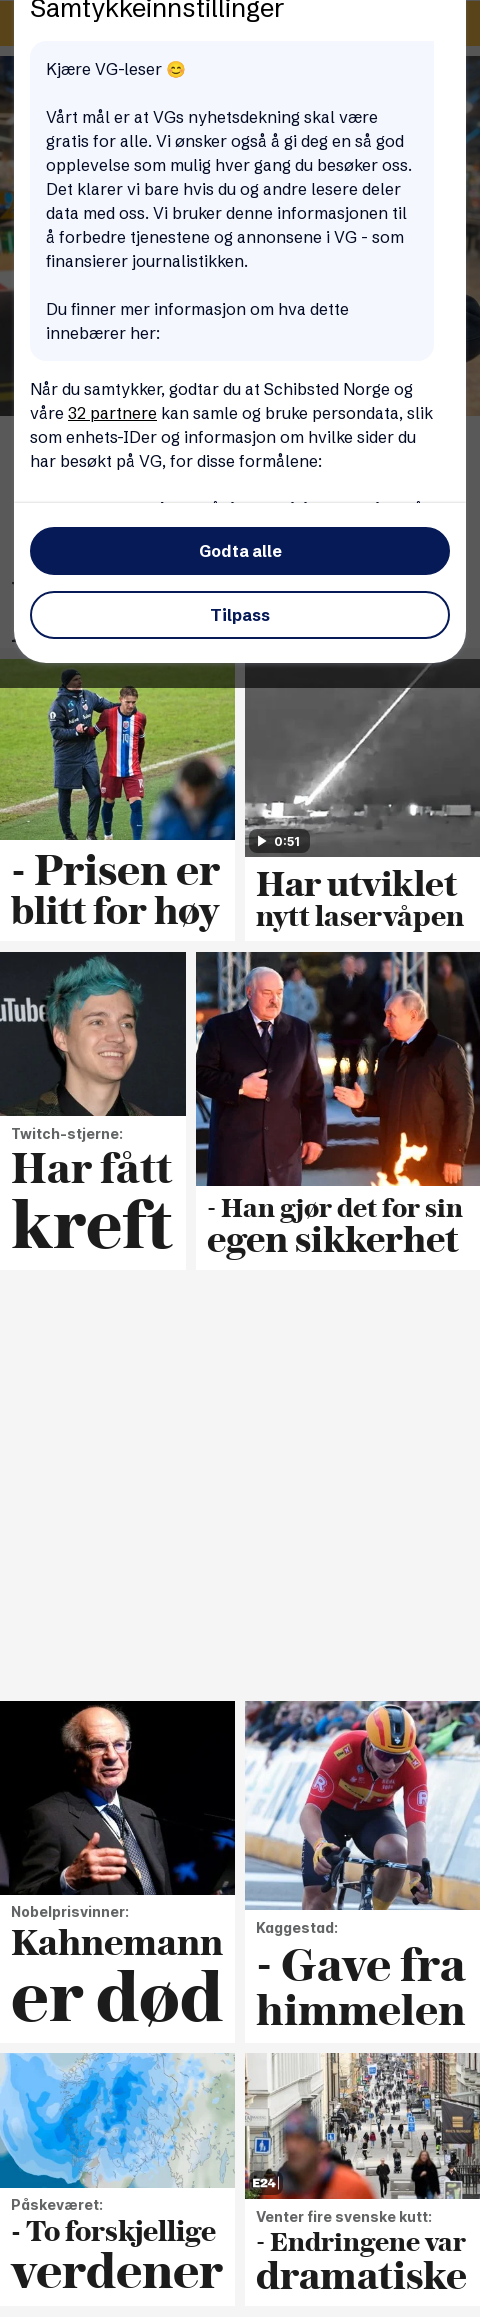 Samtykkeinnstillinger
Kjære VG-leser 😊
Vårt mål er at VGs nyhetsdekning skal være
gratis for alle. Vi ønsker også å gi deg en så god
opplevelse som mulig hver gang du besøker oss.
Det klarer vi bare hvis du og andre lesere deler
data med oss. Vi bruker denne informasjonen til
å forbedre tjenestene og annonsene i VG - som
finansierer journalistikken.
Du finner mer informasjon om hva dette
innebærer her:
Når du samtykker, godtar du at Schibsted Norge og
våre 32 partnere kan samle og bruke persondata, slik
som enhets-IDer og informasjon om hvilke sider du
har besøkt på VG, for disse formålene:
Godta alle
Tilpass
0:51
- Prisen er
blitt for høy
Har utviklet
nytt laservåpen
uTube
Twitch-stjerne:
Har fått
kreft
- Han gjør det for sin
egen sikkerhet
Nobelprisvinner:
Kahnemann
er død
Kaggestad:
- Gave fra
himmelen
Påskeværet:
- To forskjellige
verdener
E24
Venter fire svenske kutt:
- Endringene var
dramatiske